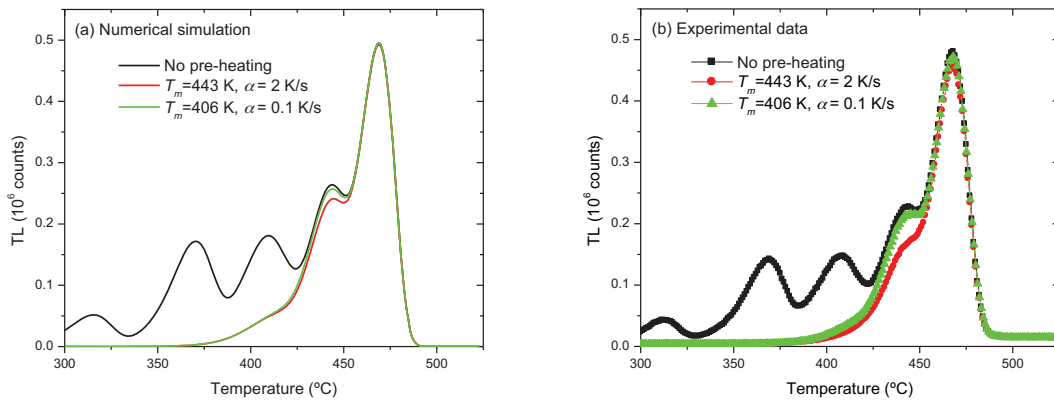 (a) Numerical simulation
No pre-heating
Tm=443 K, α= 2 K/s
Tm=406 K, α= 0.1 K/s
TL (10⁶ counts)
0.5
0.4
0.3
0.2
0.1
0.0
300
350
400
450
500
Temperature (ºC)
(b) Experimental data
No pre-heating
Tm=443 K, α= 2 K/s
Tm=406 K, α= 0.1 K/s
TL (10⁶ counts)
0.5
0.4
0.3
0.2
0.1
0.0
300
350
400
450
500
Temperature (ºC)